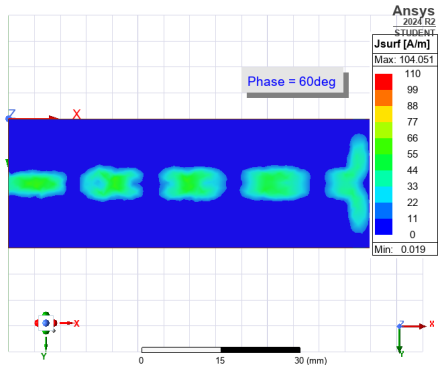 Ansys
2024 R2
STUDENT
Jsurf [A/m]
Max: 104.051
110
99
88
77
66
55
44
33
22
11
0
Min: 0.019
Phase = 60deg
Z
X
X
Y
0
15
30 (mm)
Z
X
Y